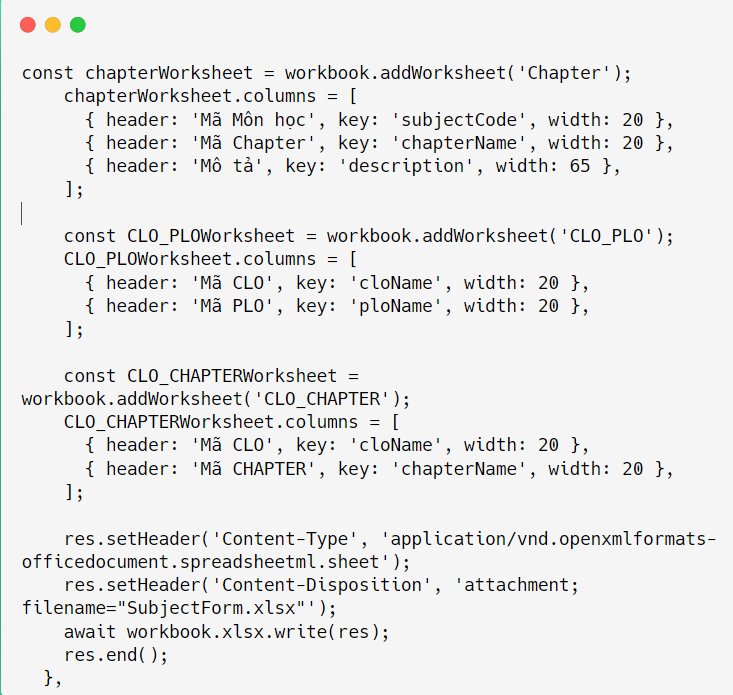 const chapterWorksheet = workbook.addWorksheet('Chapter');
    chapterWorksheet.columns = [
      { header: 'Mã Môn học', key: 'subjectCode', width: 20 },
      { header: 'Mã Chapter', key: 'chapterName', width: 20 },
      { header: 'Mô tả', key: 'description', width: 65 },
    ];

    const CLO_PLOWorksheet = workbook.addWorksheet('CLO_PLO');
    CLO_PLOWorksheet.columns = [
      { header: 'Mã CLO', key: 'cloName', width: 20 },
      { header: 'Mã PLO', key: 'ploName', width: 20 },
    ];

    const CLO_CHAPTERWorksheet =
workbook.addWorksheet('CLO_CHAPTER');
    CLO_CHAPTERWorksheet.columns = [
      { header: 'Mã CLO', key: 'cloName', width: 20 },
      { header: 'Mã CHAPTER', key: 'chapterName', width: 20 },
    ];

    res.setHeader('Content-Type', 'application/vnd.openxmlformats-
officedocument.spreadsheetml.sheet');
    res.setHeader('Content-Disposition', 'attachment;
filename="SubjectForm.xlsx"');
    await workbook.xlsx.write(res);
    res.end();
  },